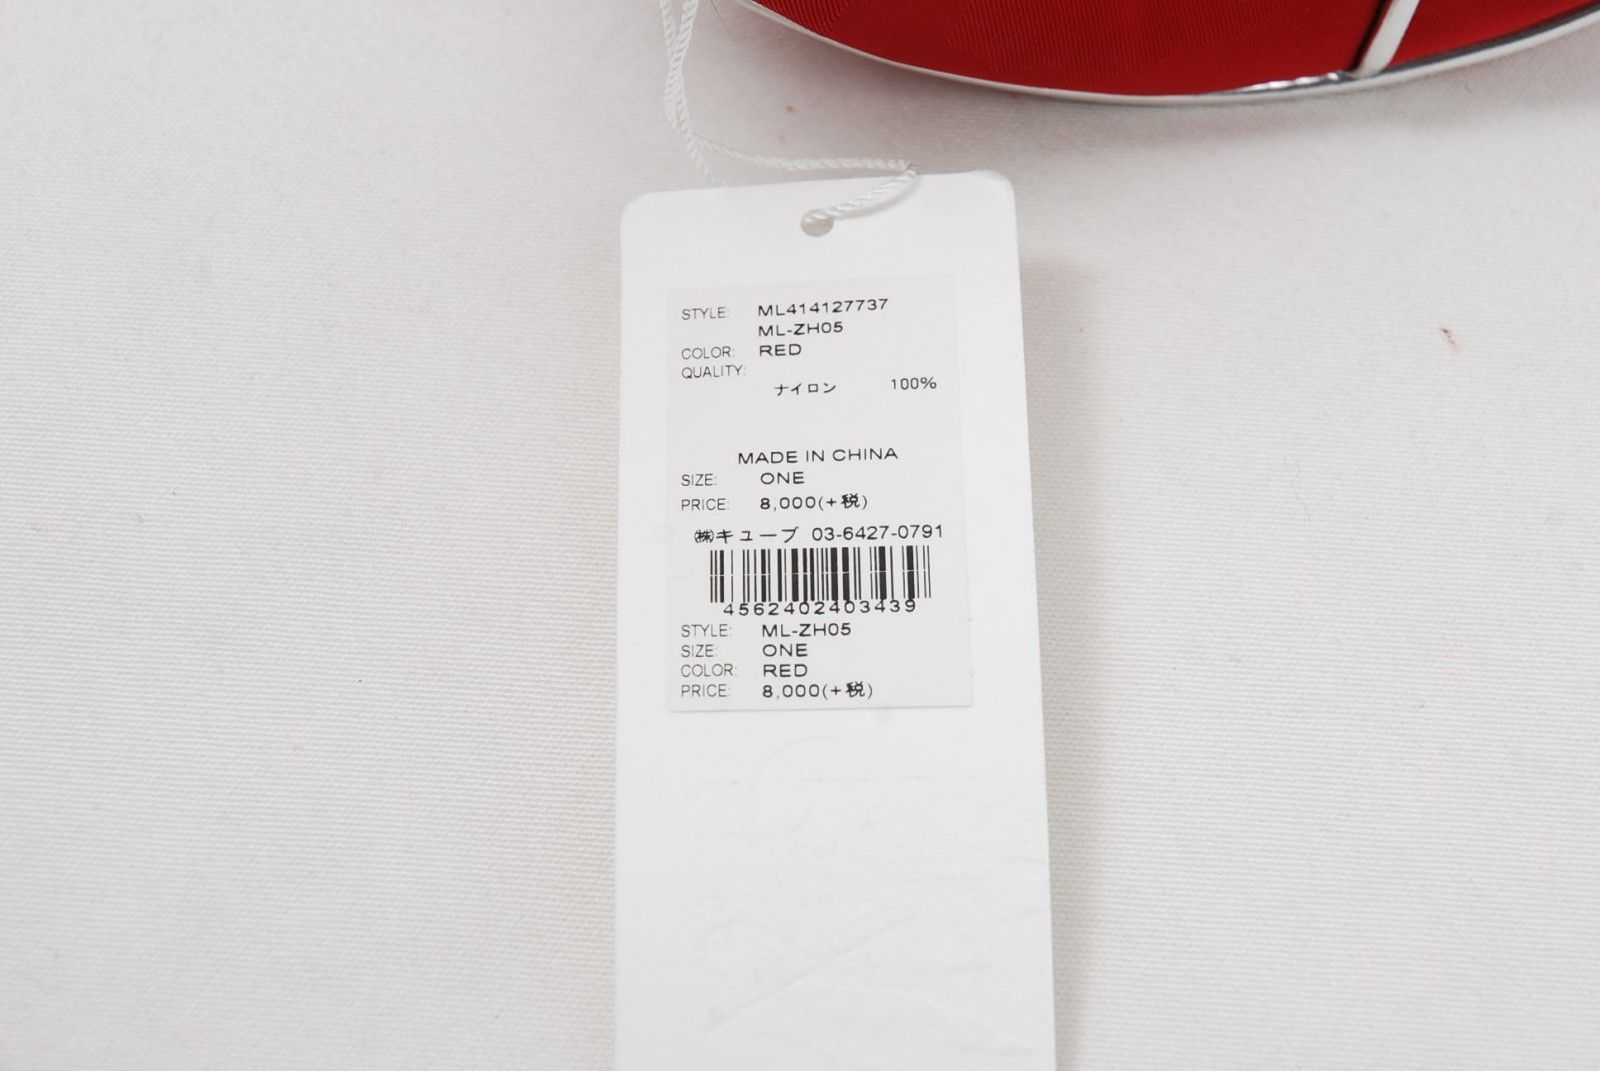 STYLE: ML414127737
ML-ZH05
COLOR: RED
QUALITY:
ナイロン 100%
MADE IN CHINA
SIZE: ONE
PRICE: 8,000(+税)
㈱キューブ 03-6427-0791
4562402403439
STYLE: ML-ZH05
SIZE: ONE
COLOR: RED
PRICE: 8,000(+税)